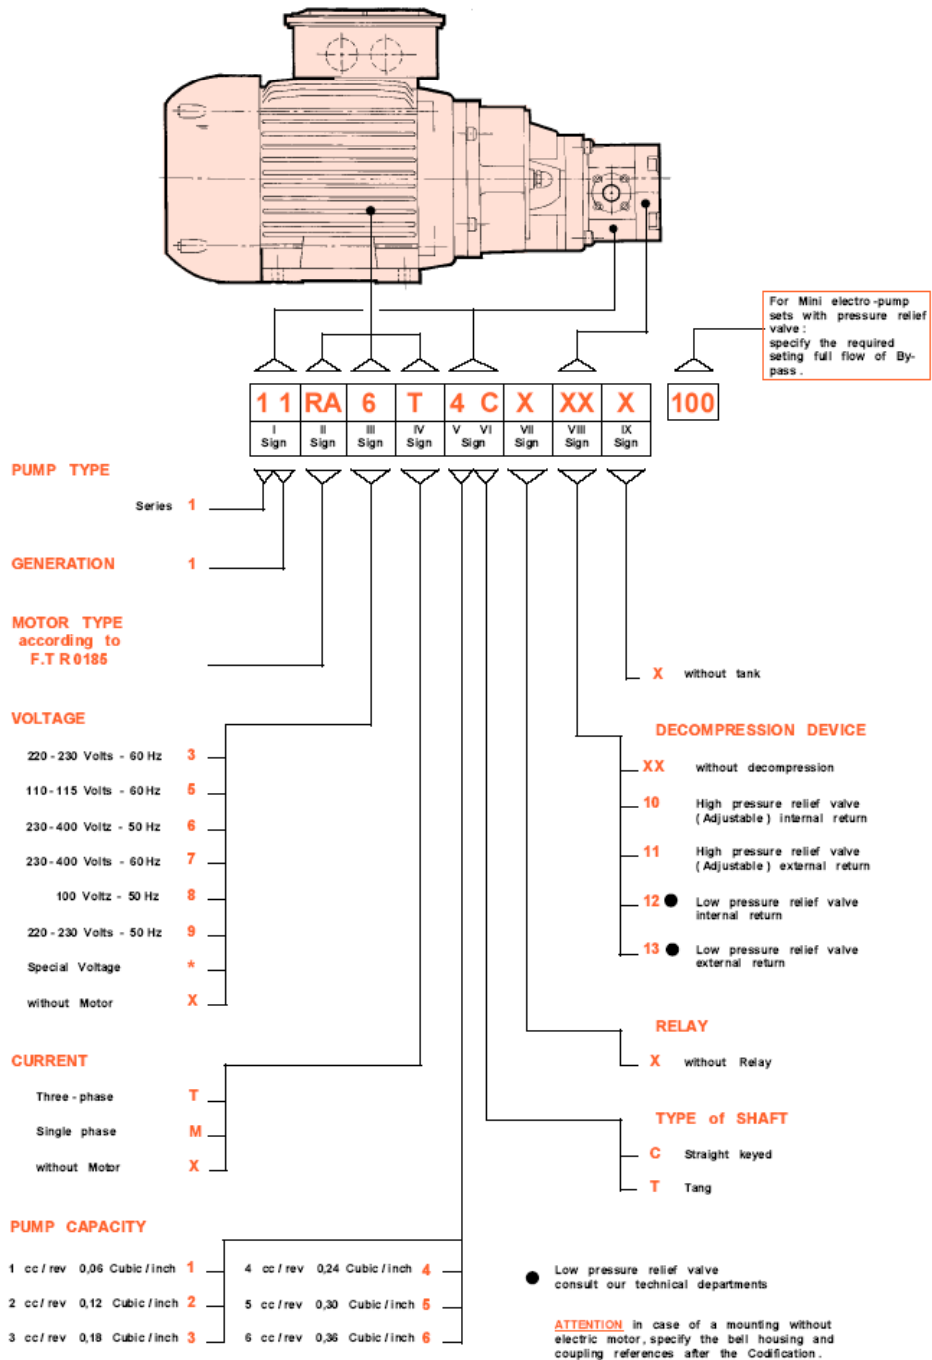 For Mini electro-pump
sets with pressure relief
valve :
specify the required
seting full flow of By-
pass .
1 1 RA 6 T 4 C X XX X 100
I II III IV V VI VII VIII IX
Sign Sign Sign Sign Sign Sign Sign Sign
PUMP TYPE
Series 1
GENERATION 1
MOTOR TYPE
according to
F.T R 0185
X without tank
VOLTAGE
220 - 230 Volts - 60 Hz 3
110 - 115 Volts - 60 Hz 5
230 - 400 Voltz - 50 Hz 6
230 - 400 Volts - 60 Hz 7
100 Voltz - 50 Hz 8
220 - 230 Volts - 50 Hz 9
Special Voltage *
without Motor X
DECOMPRESSION DEVICE
XX without decompression
10 High pressure relief valve
( Adjustable ) internal return
11 High pressure relief valve
( Adjustable ) external return
12 ● Low pressure relief valve
internal return
13 ● Low pressure relief valve
external return
RELAY
X without Relay
CURRENT
Three - phase T
Single phase M
without Motor X
TYPE of SHAFT
C Straight keyed
T Tang
PUMP CAPACITY
1 cc / rev 0,06 Cubic / inch 1
2 cc / rev 0,12 Cubic / inch 2
3 cc / rev 0,18 Cubic / inch 3
4 cc / rev 0,24 Cubic / inch 4
5 cc / rev 0,30 Cubic / inch 5
6 cc / rev 0,36 Cubic / inch 6
● Low pressure relief valve
consult our technical departments
ATTENTION in case of a mounting without
electric motor, specify the bell housing and
coupling references after the Codification .